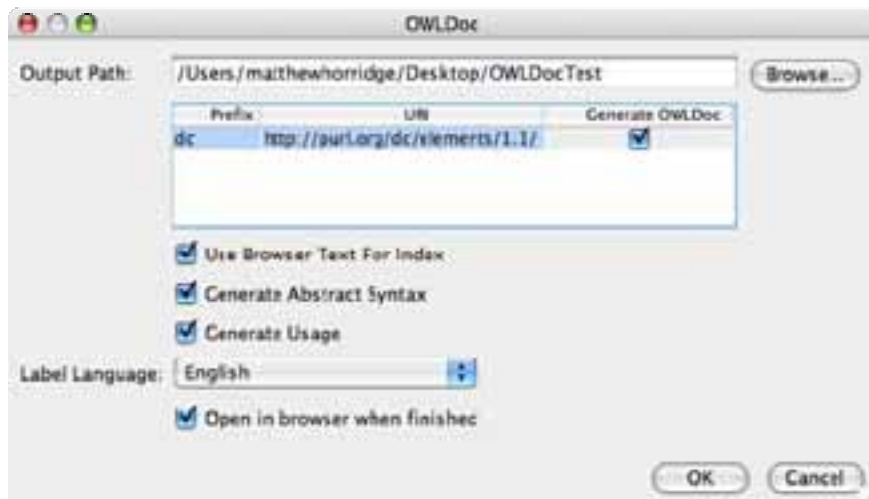 OWLDoc
Output Path: /Users/matthewhorridge/Desktop/OWLDocTest Browse...
Prefix URI Generate OWLDoc
dc http://purl.org/dc/elements/1.1/
Use Browser Text For Index
Generate Abstract Syntax
Generate Usage
Label Language: English
Open in browser when finished
OK Cancel